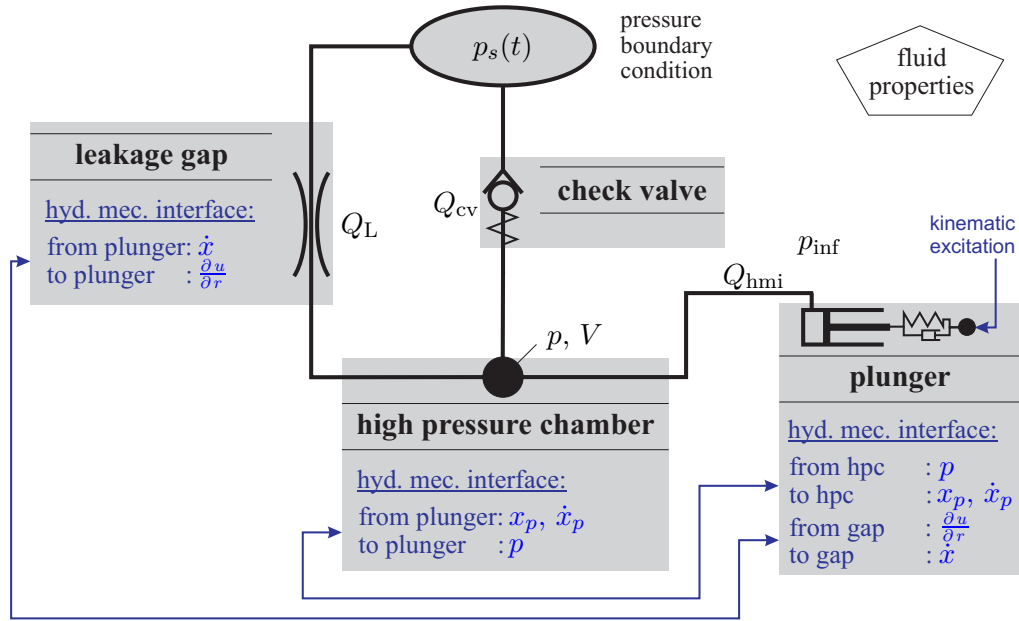 p_s(t)
pressure
boundary
condition
fluid
properties
leakage gap
hyd. mec. interface:
from plunger: ẋ
to plunger : ∂u/∂r
Q_L
Q_cv
check valve
kinematic
excitation
p_inf
Q_hmi
p, V
high pressure chamber
hyd. mec. interface:
from plunger: x_p, ẋ_p
to plunger : p
plunger
hyd. mec. interface:
from hpc : p
to hpc : x_p, ẋ_p
from gap : ∂u/∂r
to gap : ẋ